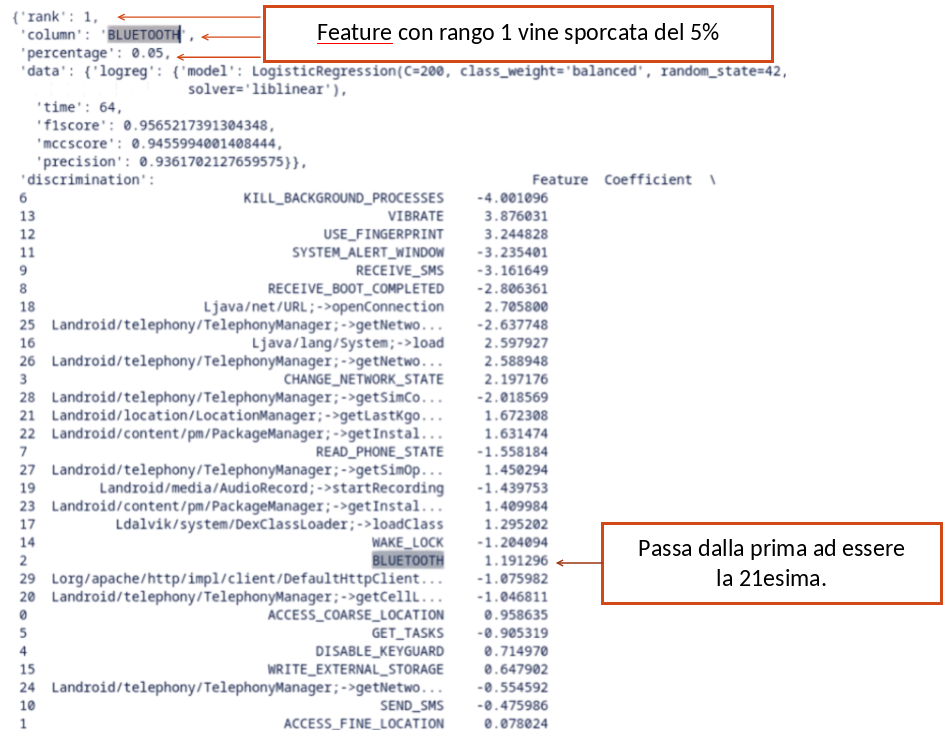 {'rank': 1,
'column': 'BLUETOOTH',
'percentage': 0.05,
Feature con rango 1 vine sporcata del 5%
'data': {'logreg': {'model': LogisticRegression(C=200, class_weight='balanced', random_state=42,
solver='liblinear'),
'time': 64,
'f1score': 0.9565217391304348,
'mccscore': 0.9455994001408444,
'precision': 0.9361702127659575}},
'discrimination': Feature Coefficient \
6 KILL_BACKGROUND_PROCESSES -4.001096
13 VIBRATE 3.876031
12 USE_FINGERPRINT 3.244828
11 SYSTEM_ALERT_WINDOW -3.235401
9 RECEIVE_SMS -3.161649
8 RECEIVE_BOOT_COMPLETED -2.806361
18 Ljava/net/URL;->openConnection 2.705800
25 Landroid/telephony/TelephonyManager;->getNetwo... -2.637748
16 Ljava/lang/System;->load 2.597927
26 Landroid/telephony/TelephonyManager;->getNetwo... 2.588948
3 CHANGE_NETWORK_STATE 2.197176
28 Landroid/telephony/TelephonyManager;->getSimCo... -2.018569
21 Landroid/location/LocationManager;->getLastKgo... 1.672308
22 Landroid/content/pm/PackageManager;->getInstal... 1.631474
7 READ_PHONE_STATE -1.558184
27 Landroid/telephony/TelephonyManager;->getSimOp... 1.450294
19 Landroid/media/AudioRecord;->startRecording -1.439753
23 Landroid/content/pm/PackageManager;->getInstal... 1.409984
17 Ldalvik/system/DexClassLoader;->loadClass 1.295202
14 WAKE_LOCK -1.204094
2 BLUETOOTH 1.191296
29 Lorg/apache/http/impl/client/DefaultHttpClient... -1.075982
20 Landroid/telephony/TelephonyManager;->getCellL... -1.046811
0 ACCESS_COARSE_LOCATION 0.958635
5 GET_TASKS -0.905319
4 DISABLE_KEYGUARD 0.714970
15 WRITE_EXTERNAL_STORAGE 0.647902
24 Landroid/telephony/TelephonyManager;->getNetwo... -0.554592
10 SEND_SMS -0.475986
1 ACCESS_FINE_LOCATION 0.078024
Passa dalla prima ad essere
la 21esima.